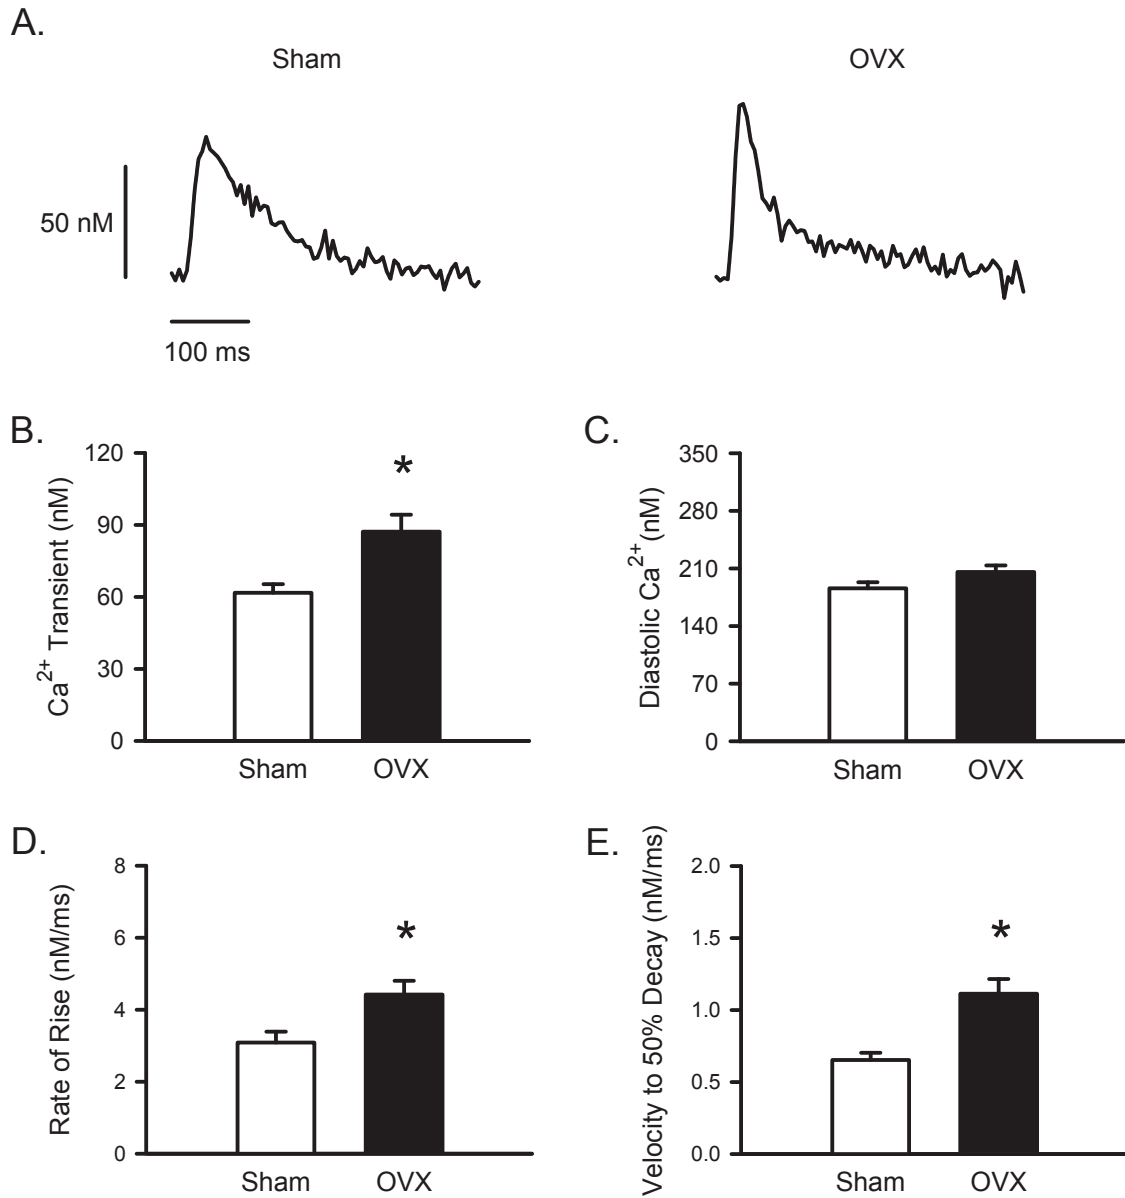 A.
Sham
OVX
50 nM
100 ms
B.
Ca2+ Transient (nM)
120
90
60
30
0
*
Sham
OVX
C.
Diastolic Ca2+ (nM)
350
280
210
140
70
0
Sham
OVX
D.
Rate of Rise (nM/ms)
8
6
4
2
0
*
Sham
OVX
E.
Velocity to 50% Decay (nM/ms)
2.0
1.5
1.0
0.5
0.0
*
Sham
OVX